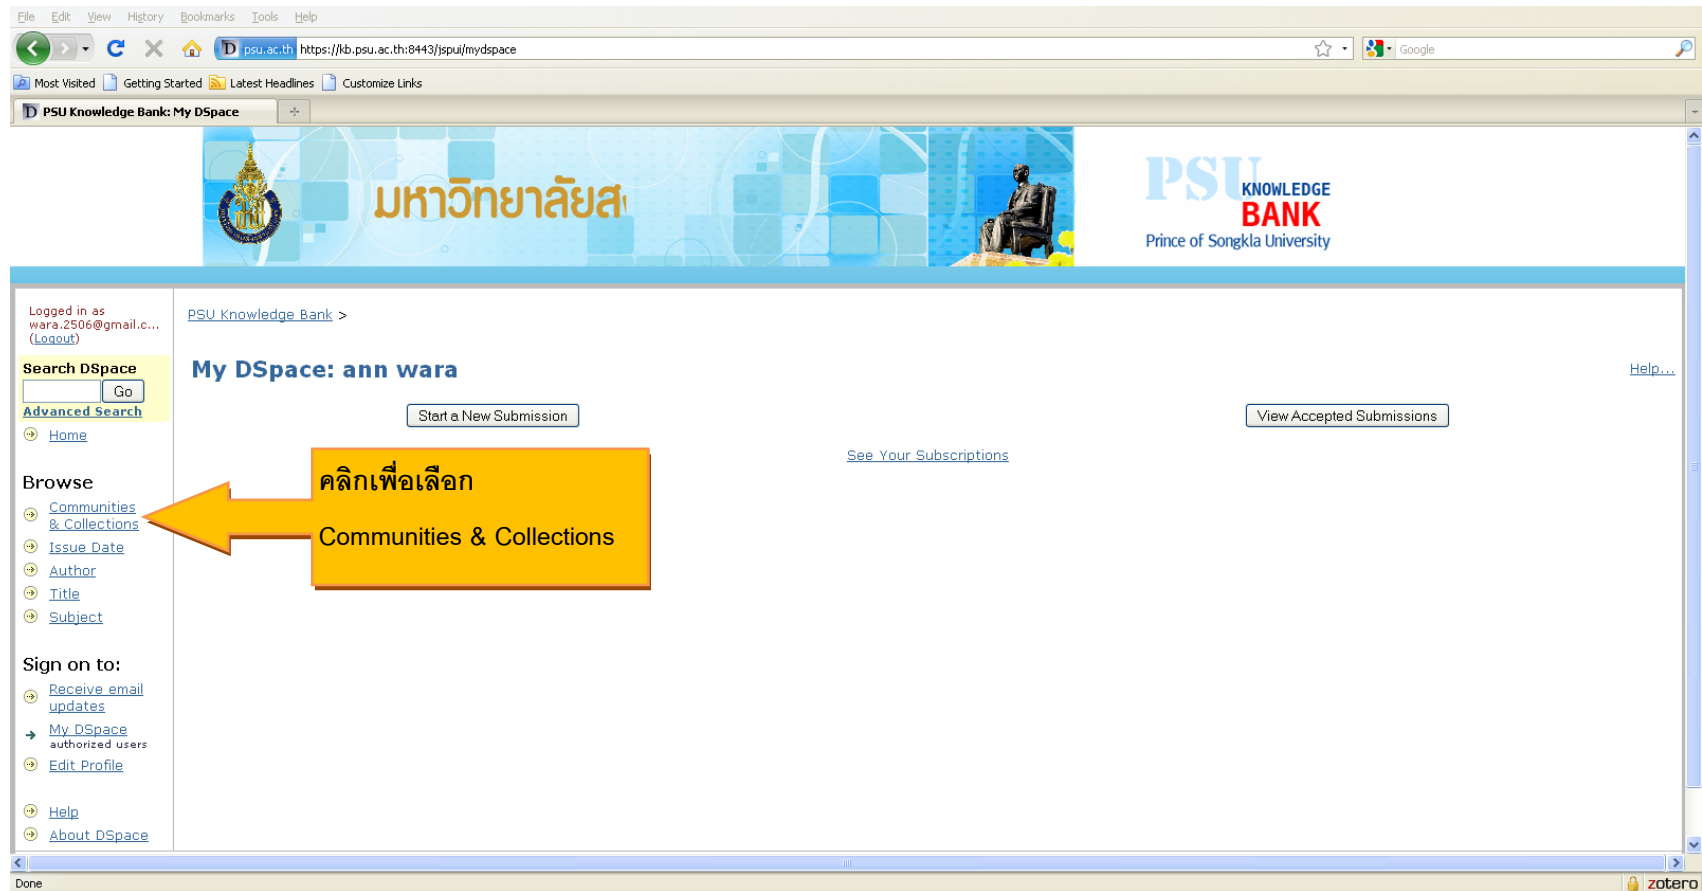 File Edit View History Bookmarks Tools Help
psu.ac.th https://kb.psu.ac.th:8443/jspui/mydspace
Google
Most Visited Getting Started Latest Headlines Customize Links
PSU Knowledge Bank: My DSpace
มหาวิทยาลัยส
PSU
KNOWLEDGE
BANK
Prince of Songkla University
Logged in as
wara.2506@gmail.c...
(Logout)
Search DSpace
Go
Advanced Search
Home
Browse
Communities
& Collections
Issue Date
Author
Title
Subject
Sign on to:
Receive email
updates
My DSpace
authorized users
Edit Profile
Help
About DSpace
PSU Knowledge Bank >
My DSpace: ann wara
Help...
Start a New Submission
View Accepted Submissions
See Your Subscriptions
คลิกเพื่อเลือก
Communities & Collections
Done
zotero